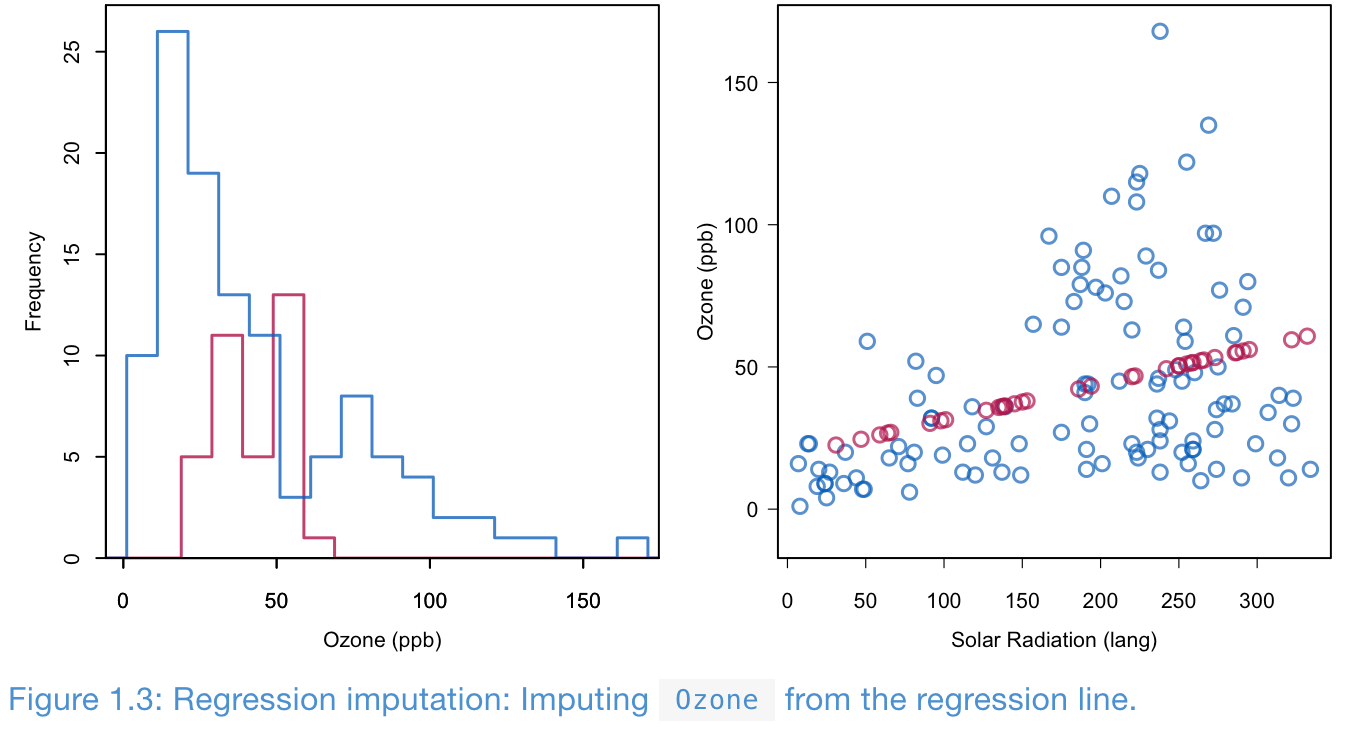 25
20
15
10
5
0
Frequency
0 50 100 150
Ozone (ppb)
150
100
50
0
Ozone (ppb)
0 50 100 150 200 250 300
Solar Radiation (lang)
Figure 1.3: Regression imputation: Imputing Ozone from the regression line.